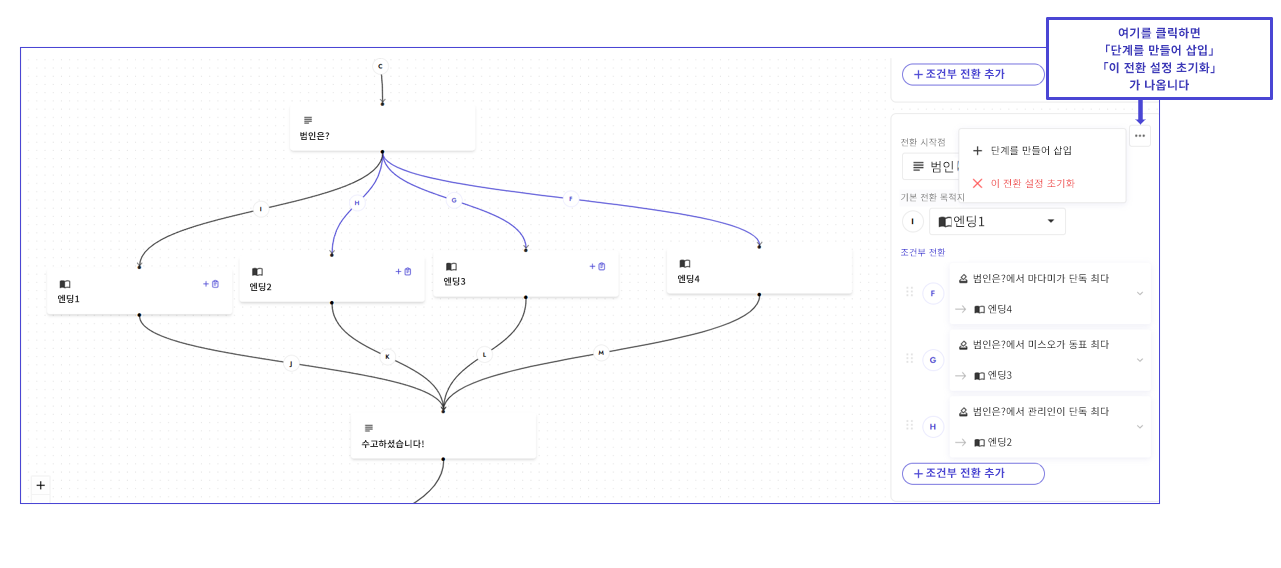 여기를 클릭하면
「단계를 만들어 삽입」
「이 전환 설정 초기화」
가 나옵니다
C
범인은?
I
H
G
F
엔딩1
엔딩2
엔딩3
엔딩4
J
K
L
M
수고하셨습니다!
+
+ 조건부 전환 추가
전환 시작점
범인
단계를 만들어 삽입
이 전환 설정 초기화
기본 전환 목적지
I
엔딩1
조건부 전환
F
범인은?에서 마다미가 단독 최다
→ 엔딩4
G
범인은?에서 미스오가 동표 최다
→ 엔딩3
H
범인은?에서 관리인이 단독 최다
→ 엔딩2
+ 조건부 전환 추가